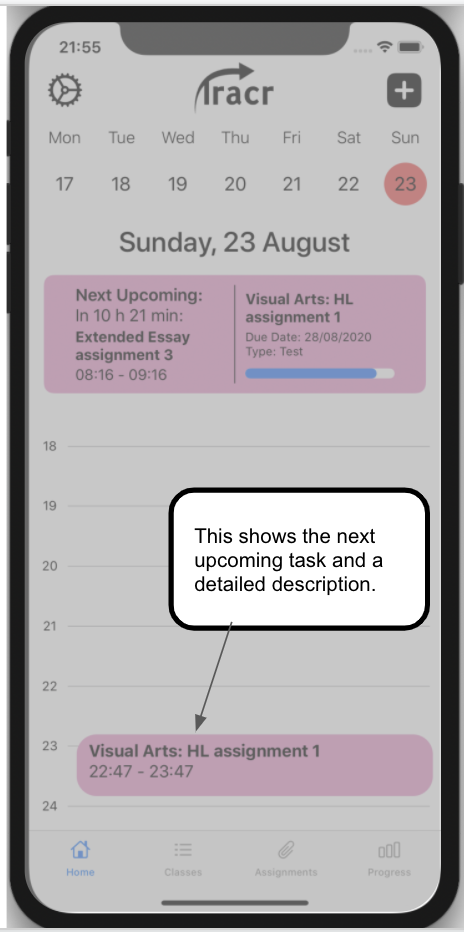 21:55
Tracr
Mon Tue Wed Thu Fri Sat Sun
17 18 19 20 21 22 23
Sunday, 23 August
Next Upcoming:
In 10 h 21 min:
Extended Essay
assignment 3
08:16 - 09:16
Visual Arts: HL
assignment 1
Due Date: 28/08/2020
Type: Test
18
19
This shows the next
upcoming task and a
detailed description.
20
21
22
23
Visual Arts: HL assignment 1
22:47 - 23:47
24
Home Classes Assignments Progress